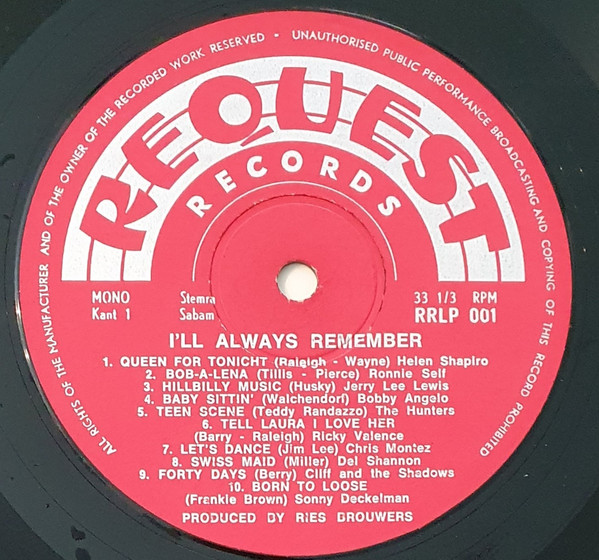 ALL RIGHTS OF THE MANUFACTURER AND OF THE OWNER OF THE RECORDED WORK RESERVED - UNAUTHORISED PUBLIC PERFORMANCE BROADCASTING AND COPYING OF THIS RECORD PROHIBITED
REQUEST
RECORDS
MONO Stemra 33 1/3 RPM
Kant 1 Sabam RRLP 001
I'LL ALWAYS REMEMBER
1. QUEEN FOR TONIGHT (Raleigh - Wayne) Helen Shapiro
2. BOB-A-LENA (Tillis - Pierce) Ronnie Self
3. HILLBILLY MUSIC (Husky) Jerry Lee Lewis
4. BABY SITTIN' (Walchendorf) Bobby Angelo
5. TEEN SCENE (Teddy Randazzo) The Hunters
6. TELL LAURA I LOVE HER
(Barry - Raleigh) Ricky Valence
7. LET'S DANCE (Jim Lee) Chris Montez
8. SWISS MAID (Miller) Del Shannon
9. FORTY DAYS (Berry) Cliff and the Shadows
10. BORN TO LOOSE
(Frankie Brown) Sonny Deckelman
PRODUCED BY RIES BROUWERS